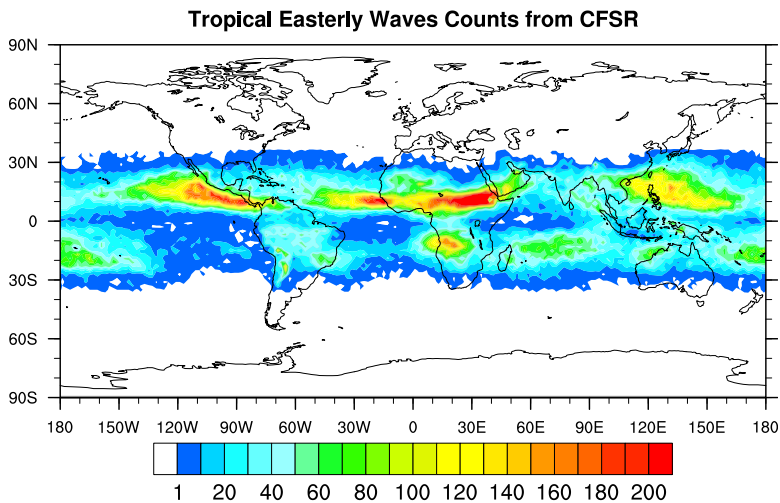 Tropical Easterly Waves Counts from CFSR
90N
60N
30N
0
30S
60S
90S
180 150W 120W 90W 60W 30W 0 30E 60E 90E 120E 150E 180
1 20 40 60 80 100 120 140 160 180 200